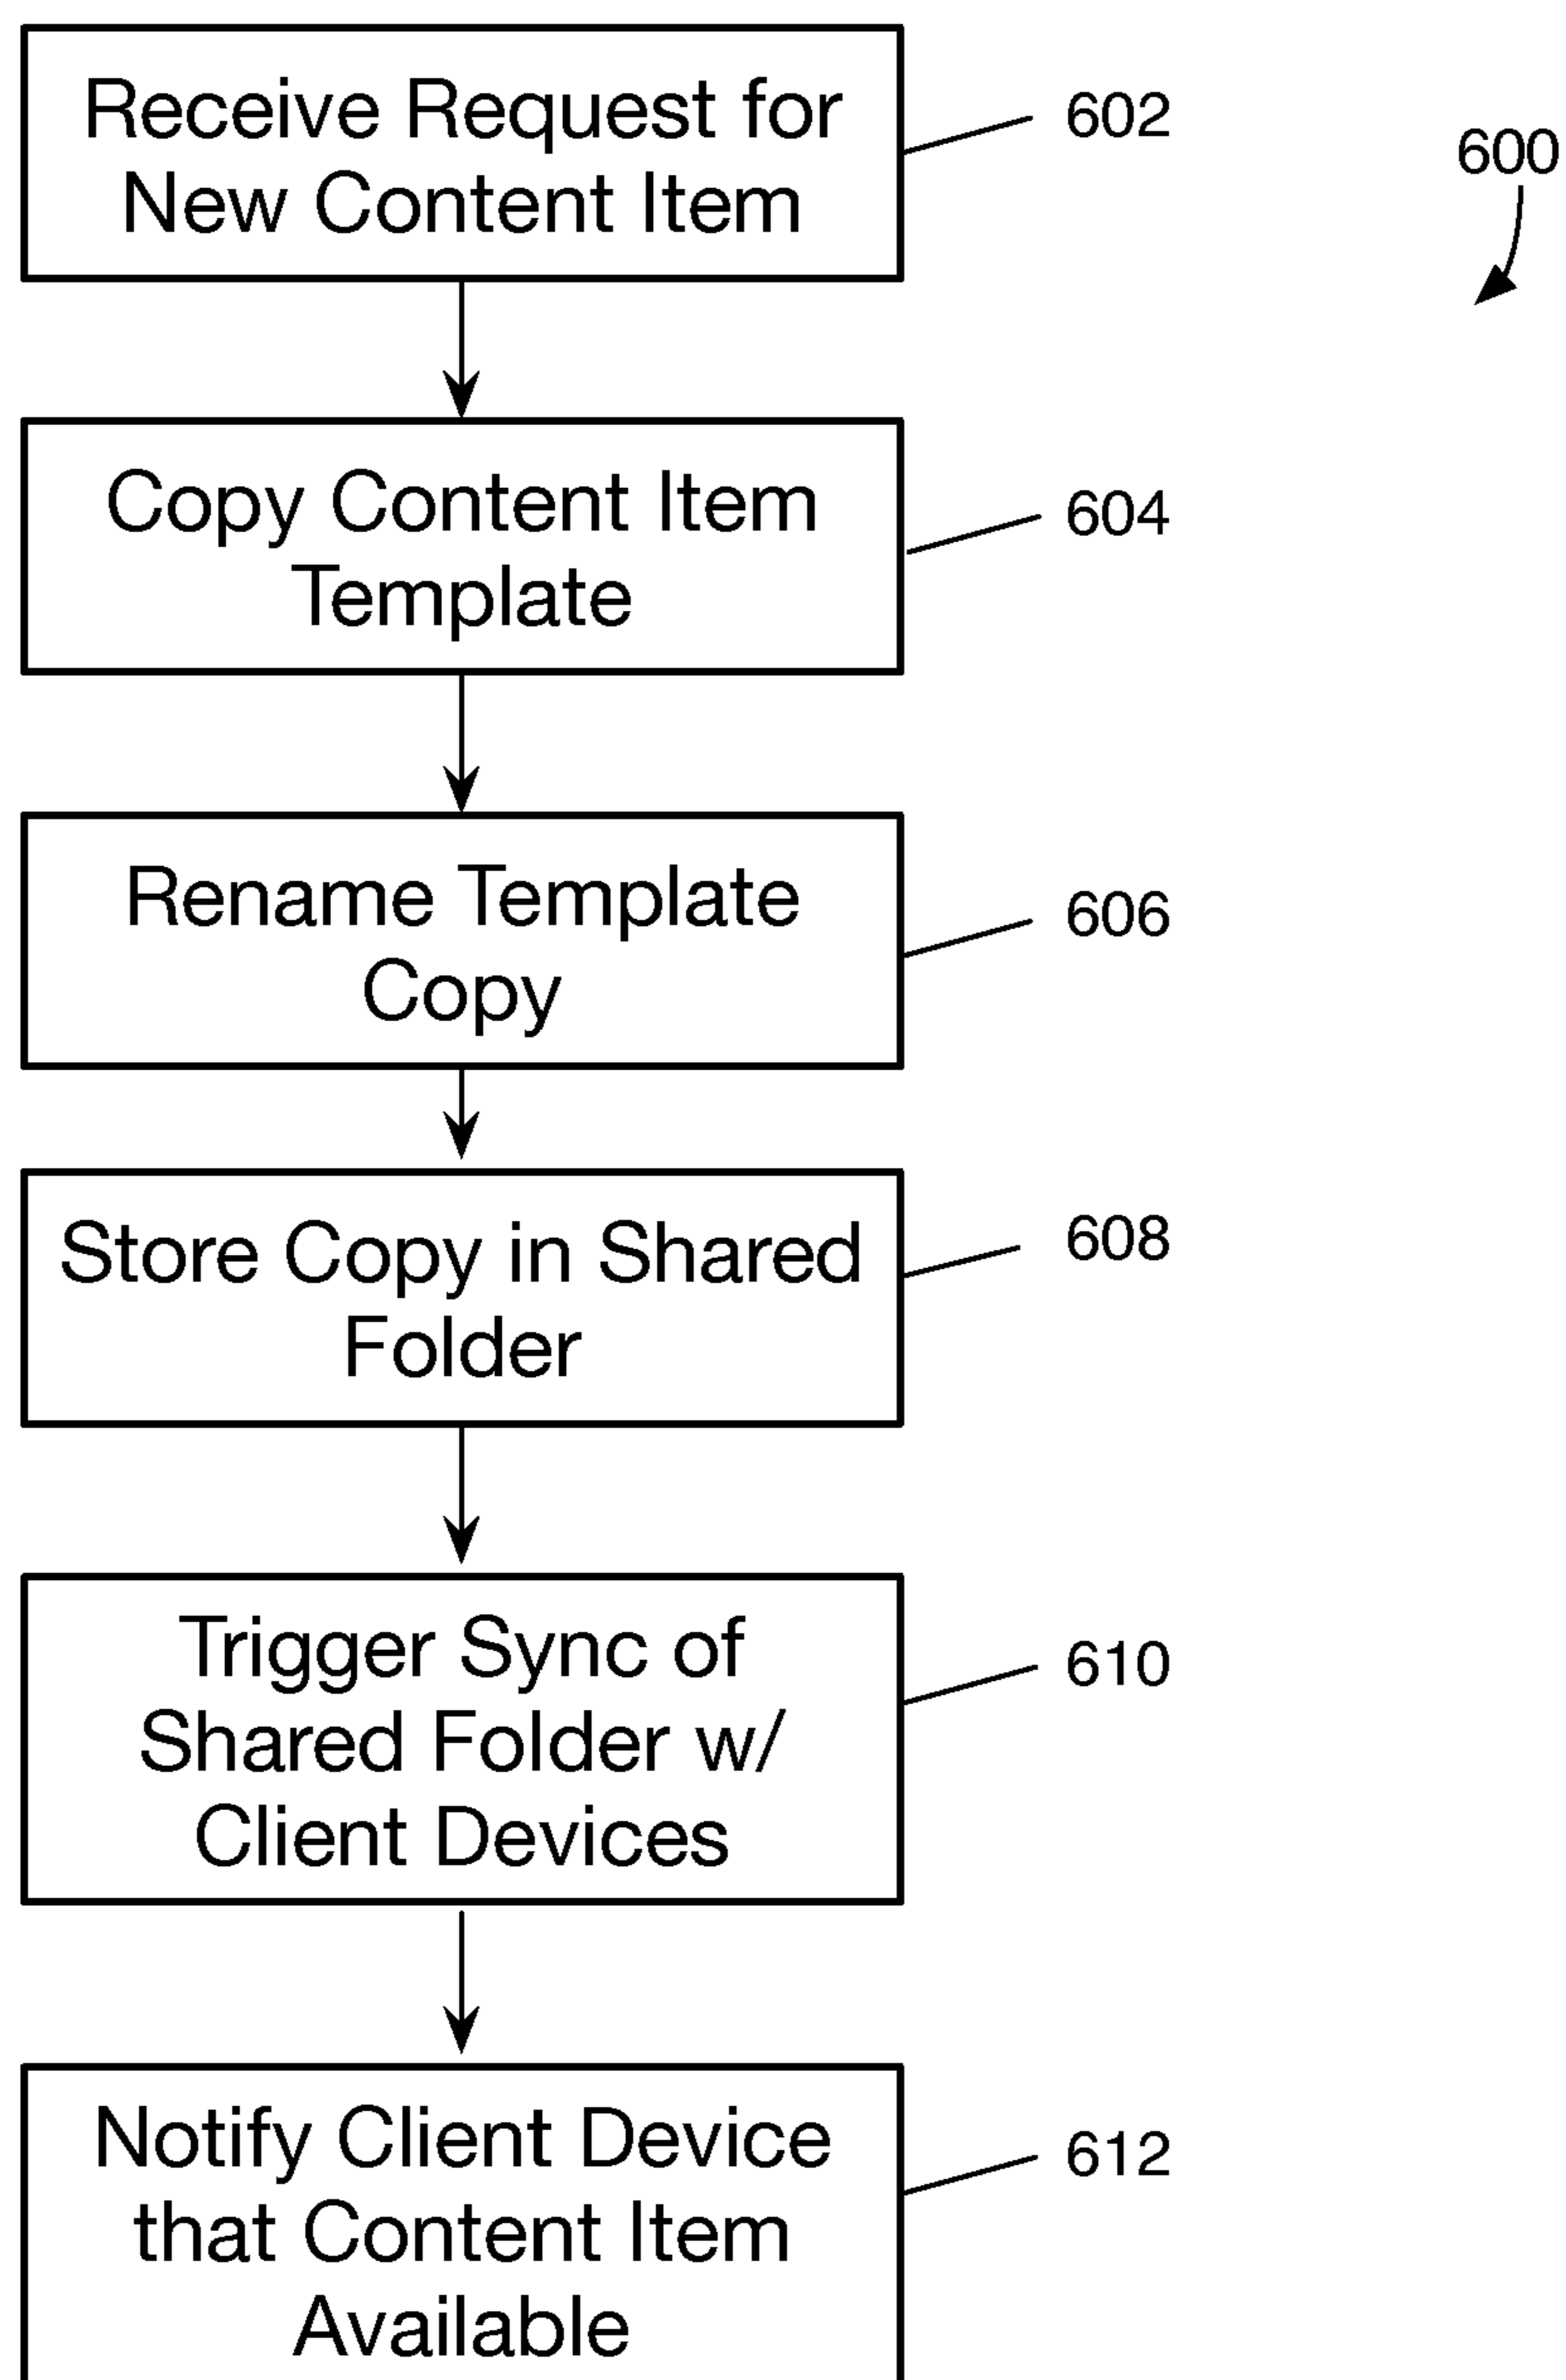 Receive Request for
New Content Item
602
600
Copy Content Item
Template
604
Rename Template
Copy
606
Store Copy in Shared
Folder
608
Trigger Sync of
Shared Folder w/
Client Devices
610
Notify Client Device
that Content Item
Available
612